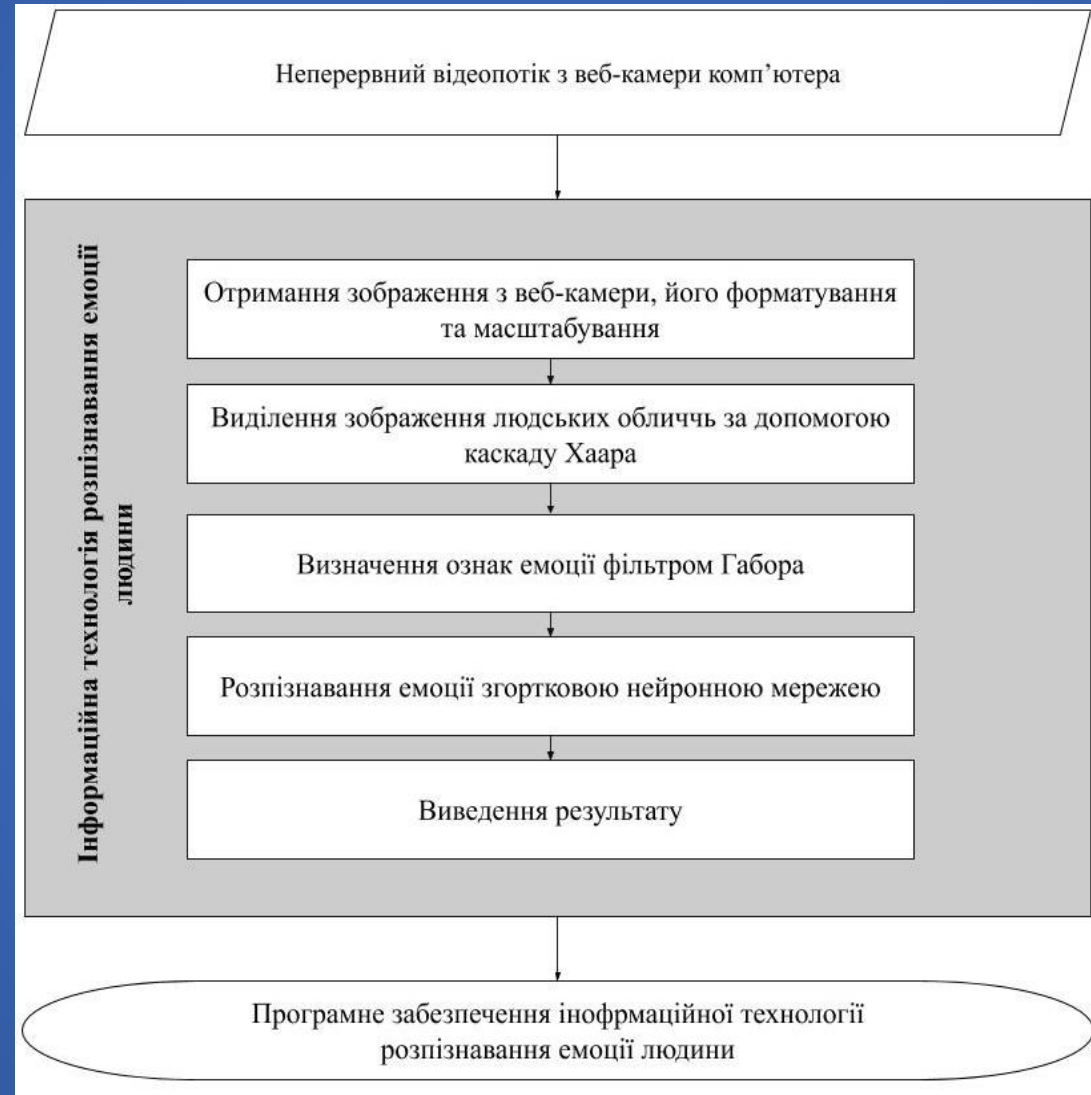 Неперервний відеопотік з веб-камери комп’ютера
Інформаційна технологія розпізнавання емоції
людини
Отримання зображення з веб-камери, його форматування
та масштабування
Виділення зображення людських обличчь за допомогою
каскаду Хаара
Визначення ознак емоції фільтром Габора
Розпізнавання емоції згортковою нейронною мережею
Виведення результату
Програмне забезпечення інофрмаційної технології
розпізнавання емоції людини